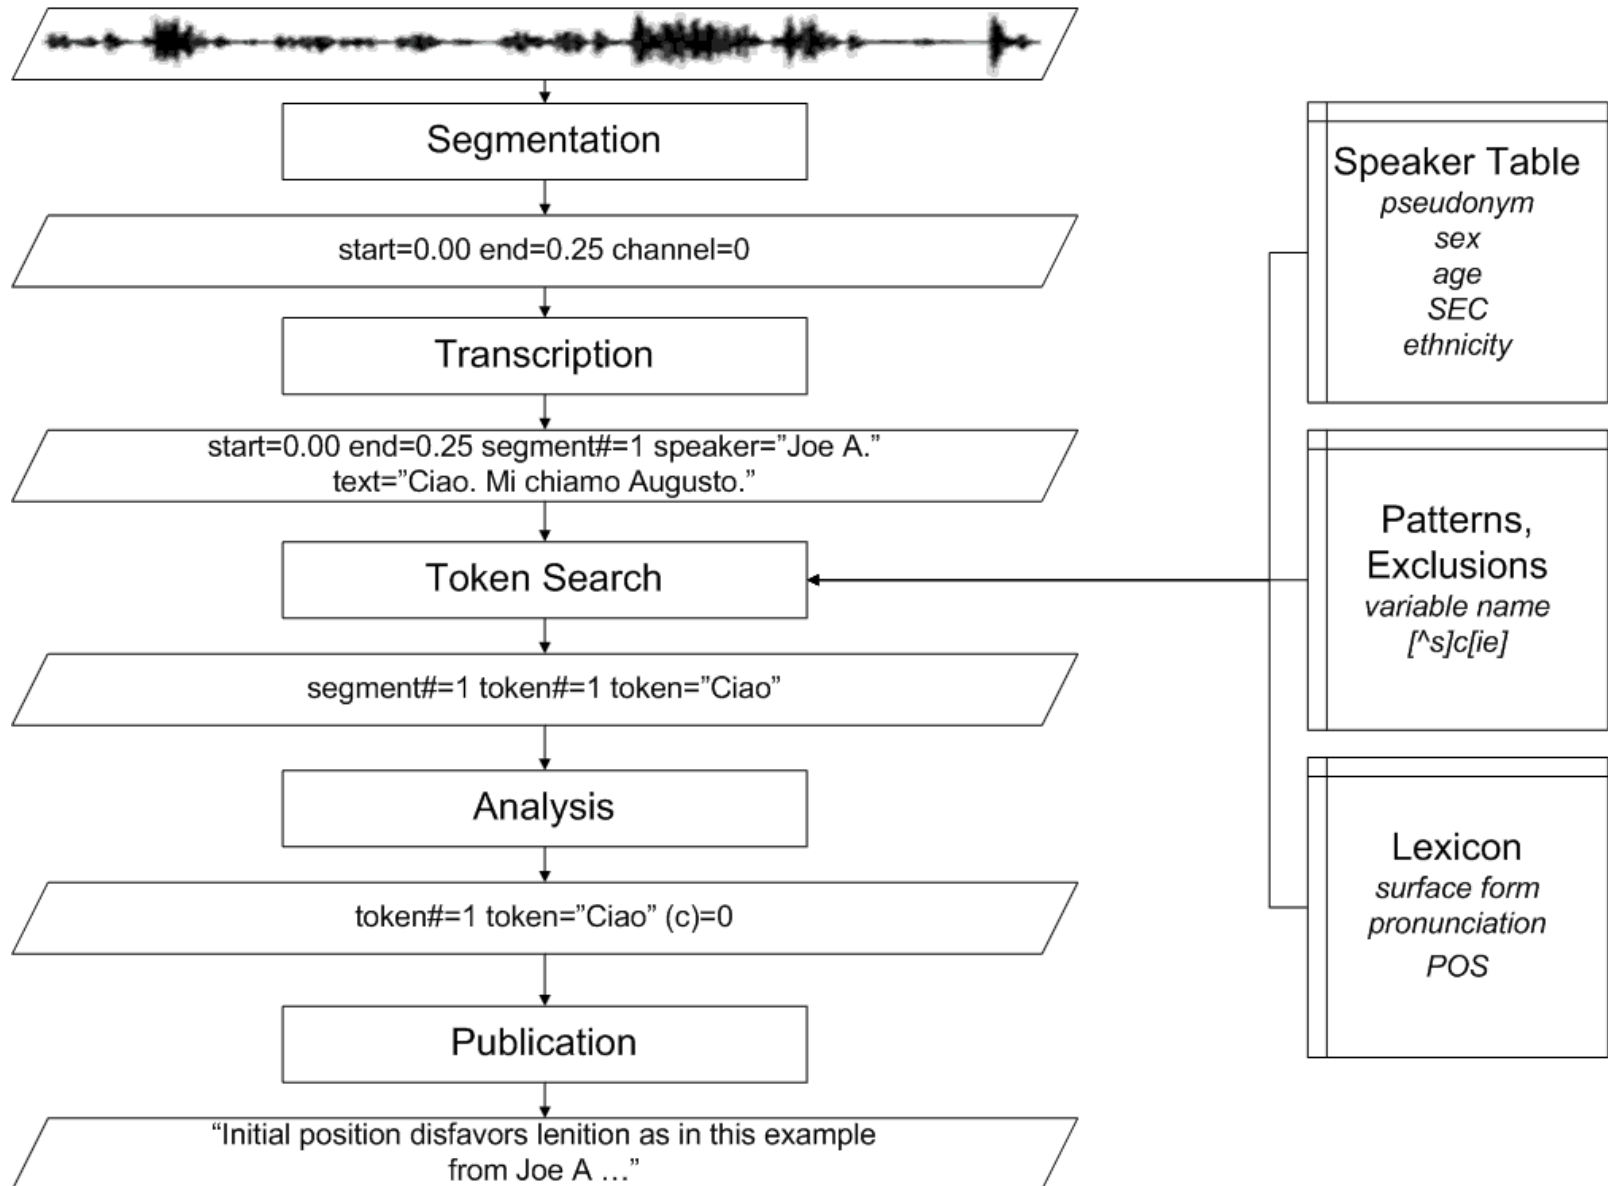 Segmentation
start=0.00 end=0.25 channel=0
Transcription
start=0.00 end=0.25 segment#=1 speaker=”Joe A.”
text=”Ciao. Mi chiamo Augusto.”
Token Search
segment#=1 token#=1 token=”Ciao”
Analysis
token#=1 token=”Ciao” (c)=0
Publication
“Initial position disfavors lenition as in this example
from Joe A …”
Speaker Table
pseudonym
sex
age
SEC
ethnicity
Patterns,
Exclusions
variable name
[^s]c[ie]
Lexicon
surface form
pronunciation
POS